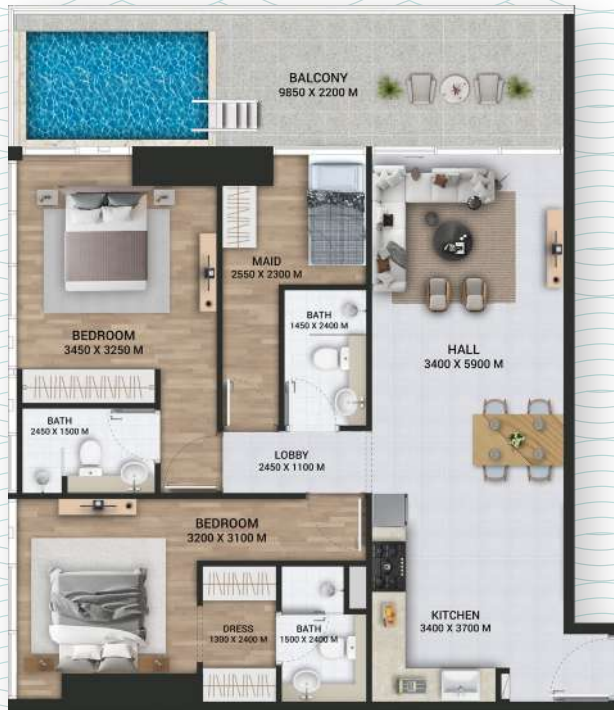 BALCONY
9850 X 2200 M
MAID
2550 X 2300 M
BATH
1450 X 2400 M
BEDROOM
3450 X 3250 M
HALL
3400 X 5900 M
BATH
2450 X 1500 M
LOBBY
2450 X 1100 M
BEDROOM
3200 X 3100 M
DRESS
1300 X 2400 M
BATH
1500 X 2400 M
KITCHEN
3400 X 3700 M